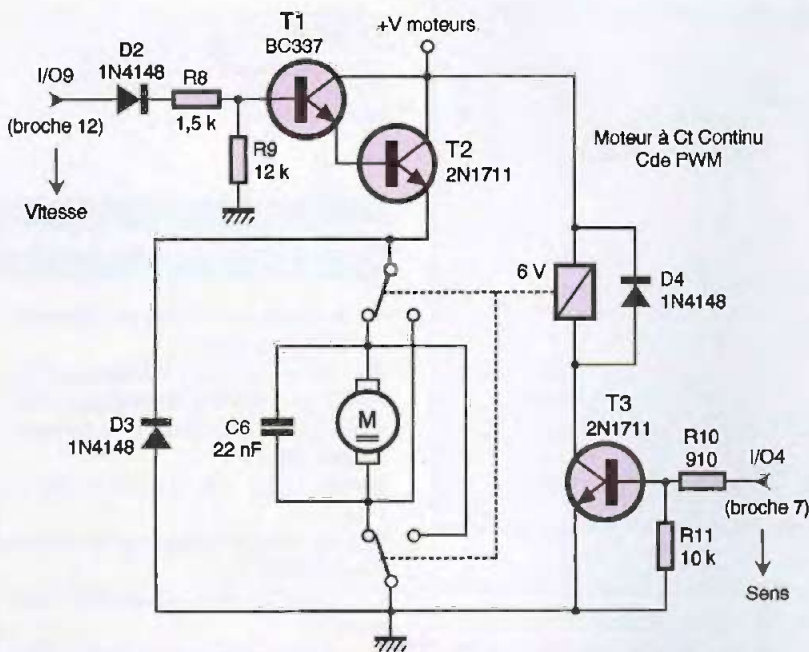 T1
BC337
+V moteurs
D2
1N4148
I/O9
(broche 12)
Vitesse
R8
1,5 k
R9
12 k
T2
2N1711
Moteur à Ct Continu
Cde PWM
6 V
D4
1N4148
D3
1N4148
C6
22 nF
M
T3
2N1711
R10
910
I/O4
(broche 7)
R11
10 k
Sens